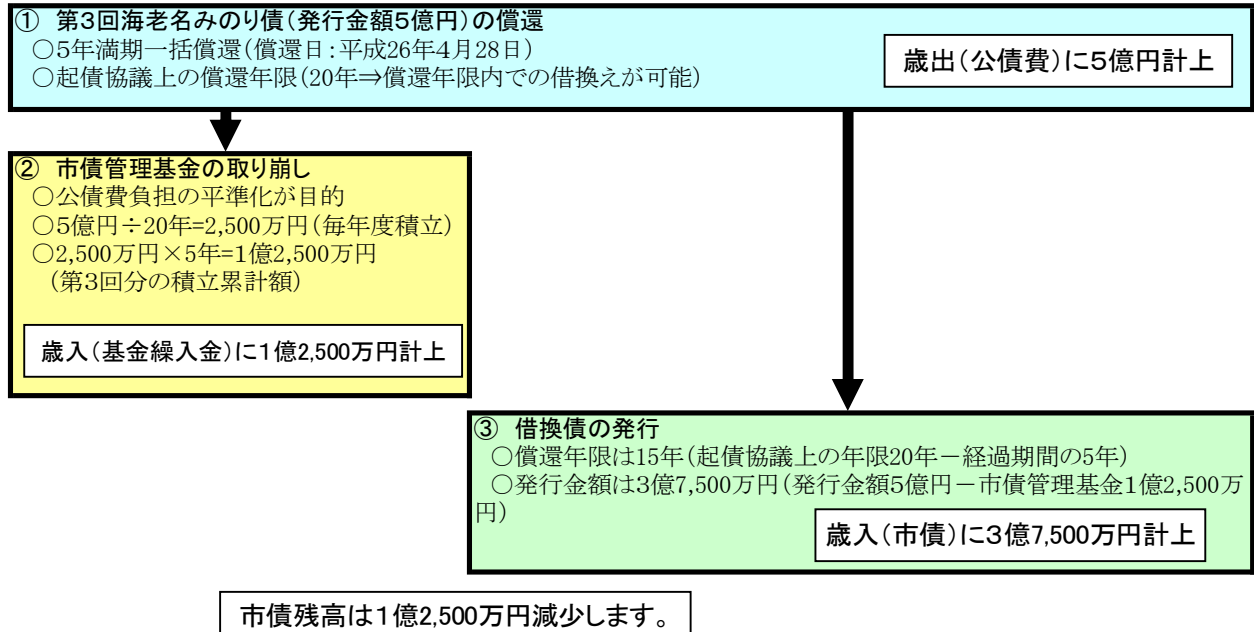 ① 第3回海老名みのり債(発行金額5億円)の償還
○5年満期一括償還(償還日:平成26年4月28日)
○起債協議上の償還年限(20年⇒償還年限内での借換えが可能)
歳出(公債費)に5億円計上
② 市債管理基金の取り崩し
○公債費負担の平準化が目的
○5億円÷20年=2,500万円(毎年度積立)
○2,500万円×5年=1億2,500万円
(第3回分の積立累計額)
歳入(基金繰入金)に1億2,500万円計上
③ 借換債の発行
○償還年限は15年(起債協議上の年限20年-経過期間の5年)
○発行金額は3億7,500万円(発行金額5億円-市債管理基金1億2,500万
円)
歳入(市債)に3億7,500万円計上
市債残高は1億2,500万円減少します。